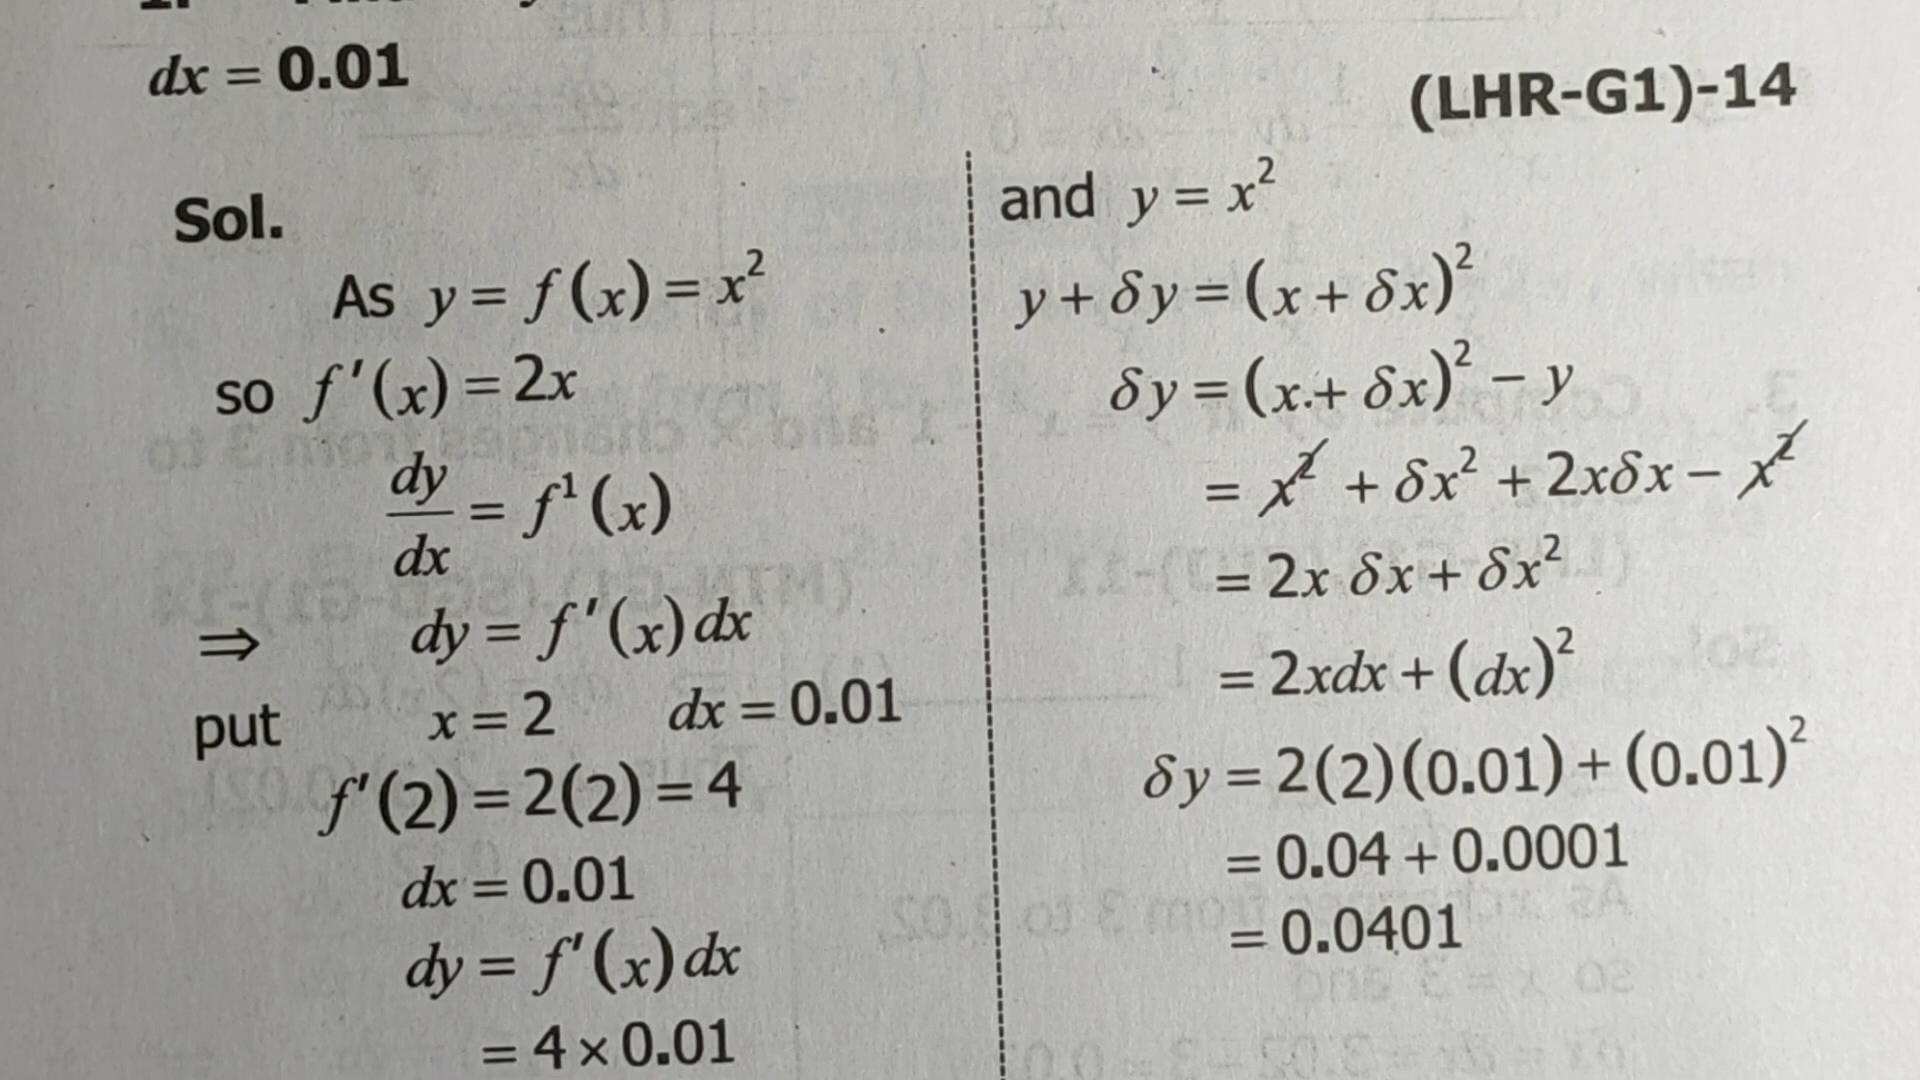 dx = 0.01
(LHR-G1)-14
Sol.
As y = f(x) = x²
so f'(x) = 2x
dy/dx = f¹(x)
⇒ dy = f'(x)dx
put x = 2 dx = 0.01
f'(2) = 2(2) = 4
dx = 0.01
dy = f'(x)dx
= 4 × 0.01
and y = x²
y + δy = (x + δx)²
δy = (x + δx)² − y
= x² + δx² + 2xδx − x²
= 2x δx + δx²
= 2xdx + (dx)²
δy = 2(2)(0.01) + (0.01)²
= 0.04 + 0.0001
= 0.0401